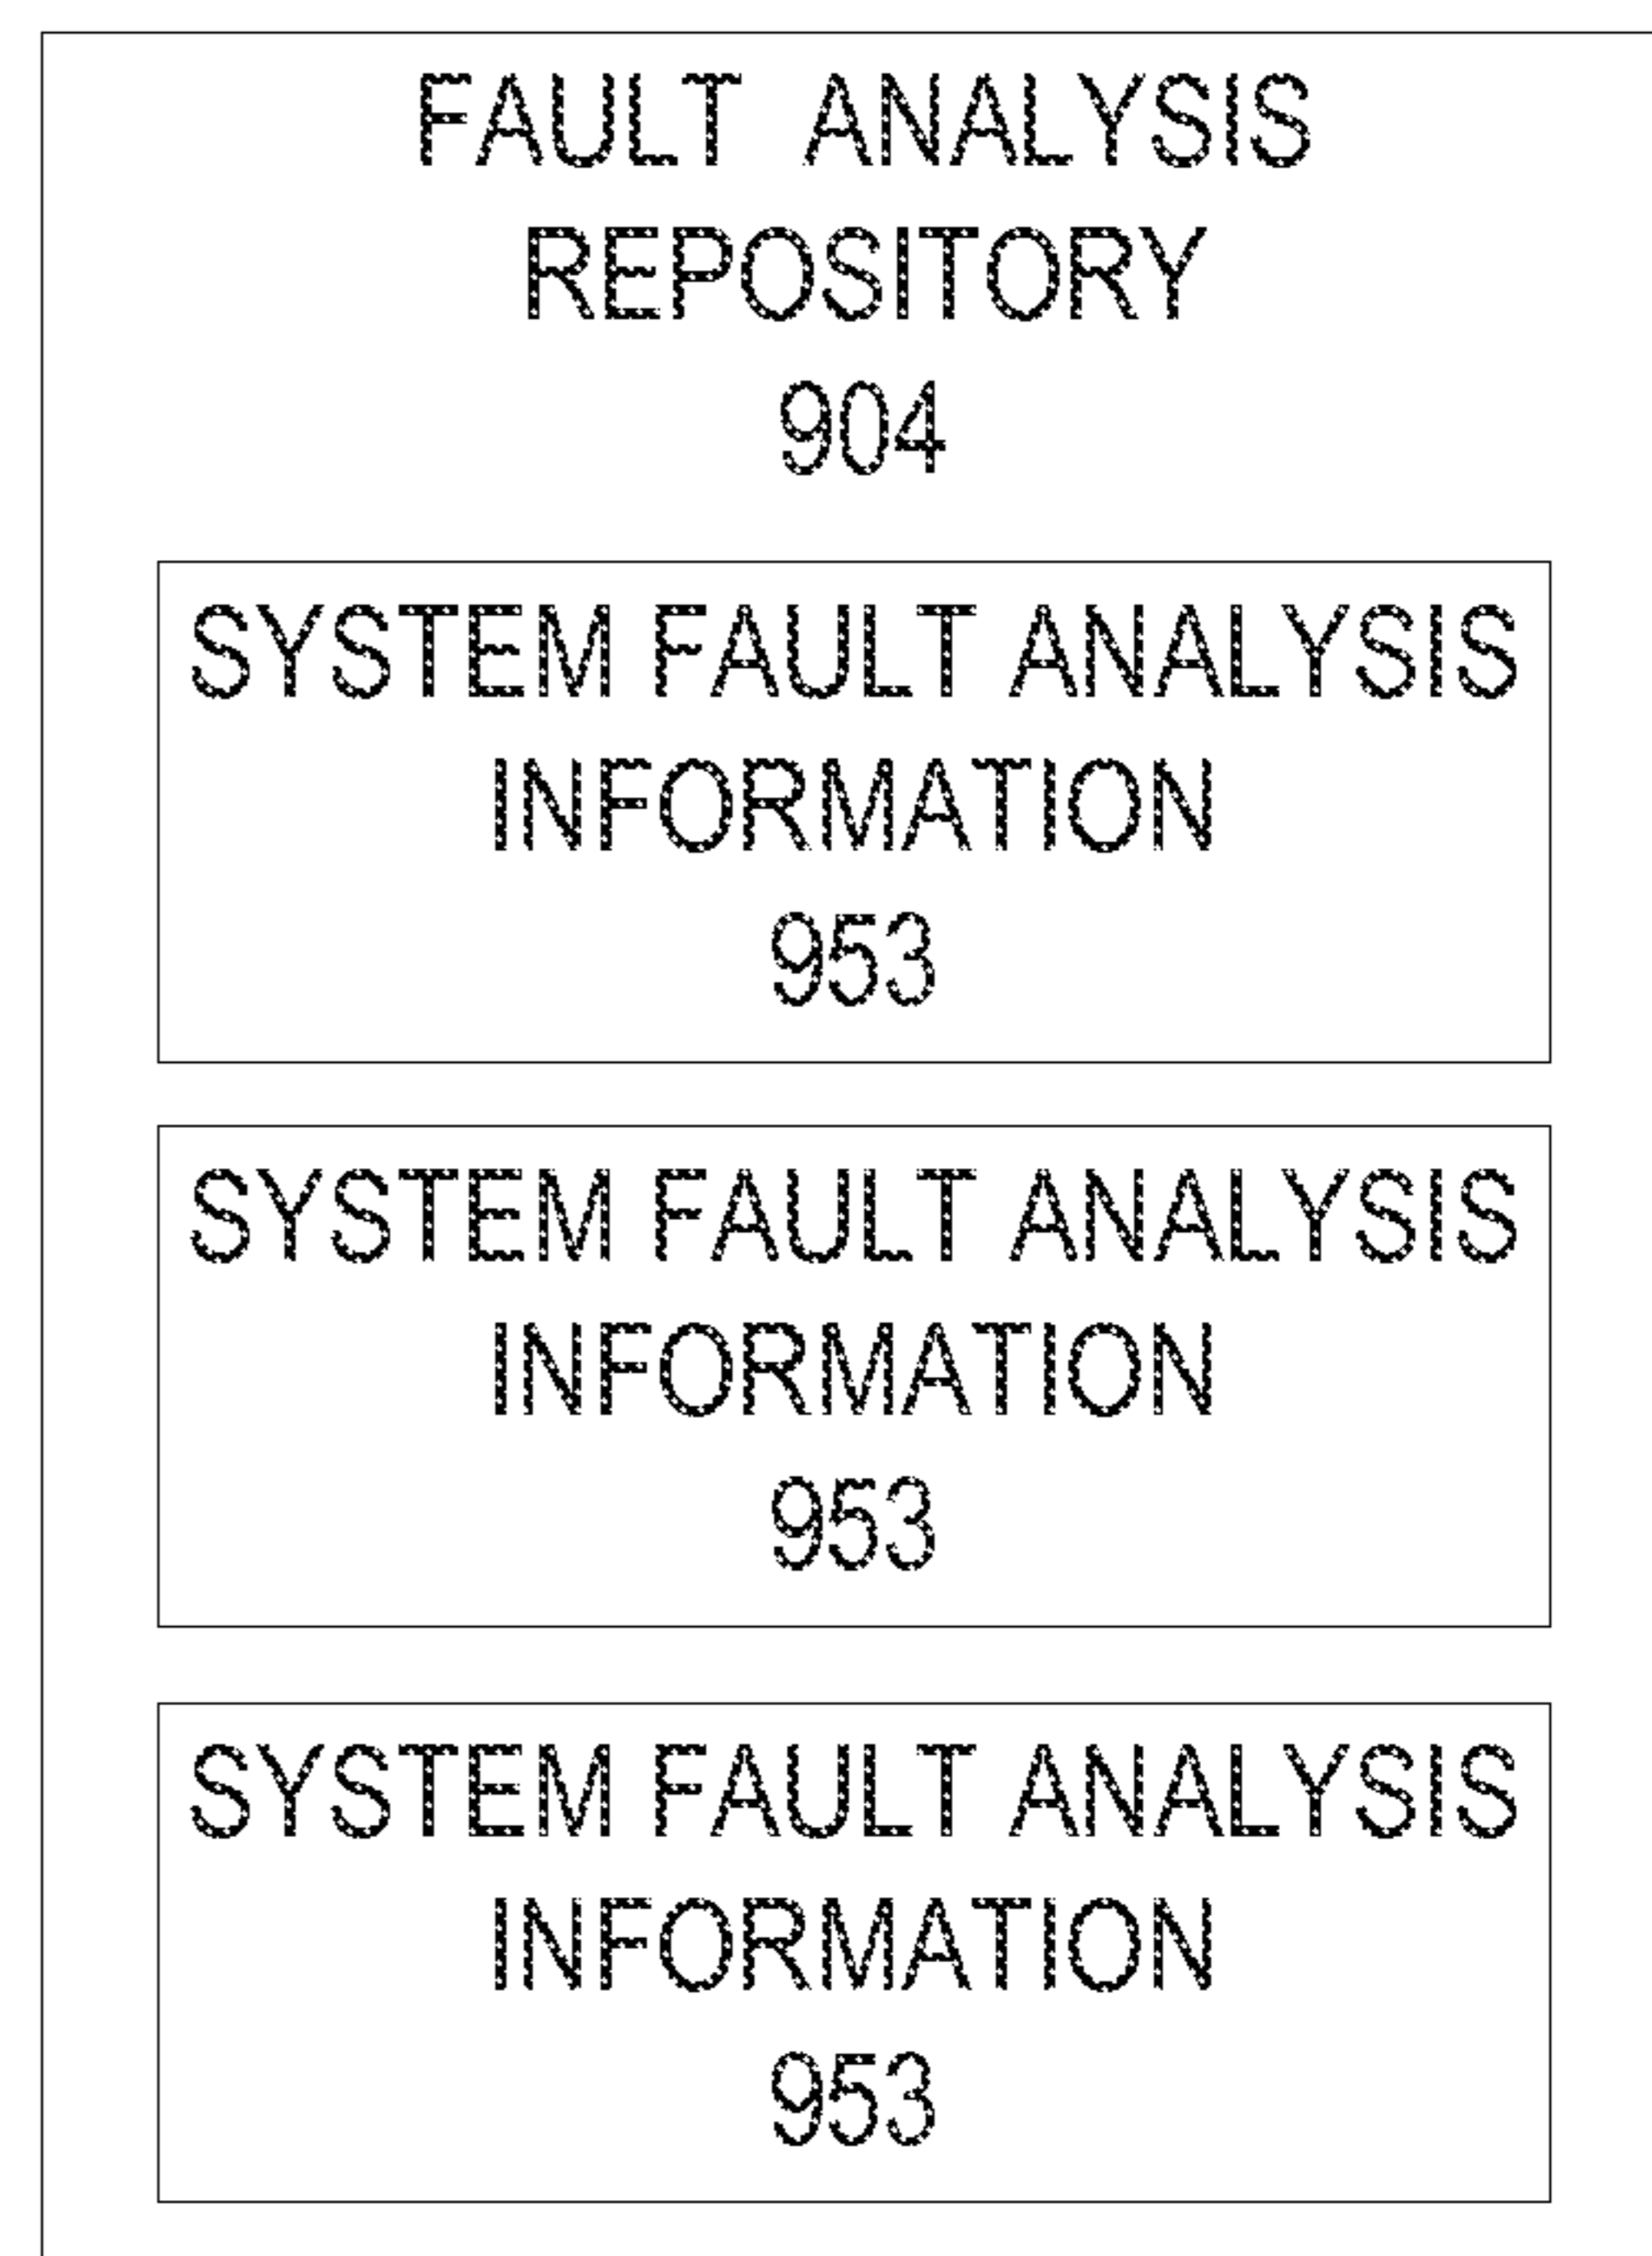 FAULT ANALYSIS
REPOSITORY
904
SYSTEM FAULT ANALYSIS
INFORMATION
953
SYSTEM FAULT ANALYSIS
INFORMATION
953
SYSTEM FAULT ANALYSIS
INFORMATION
953